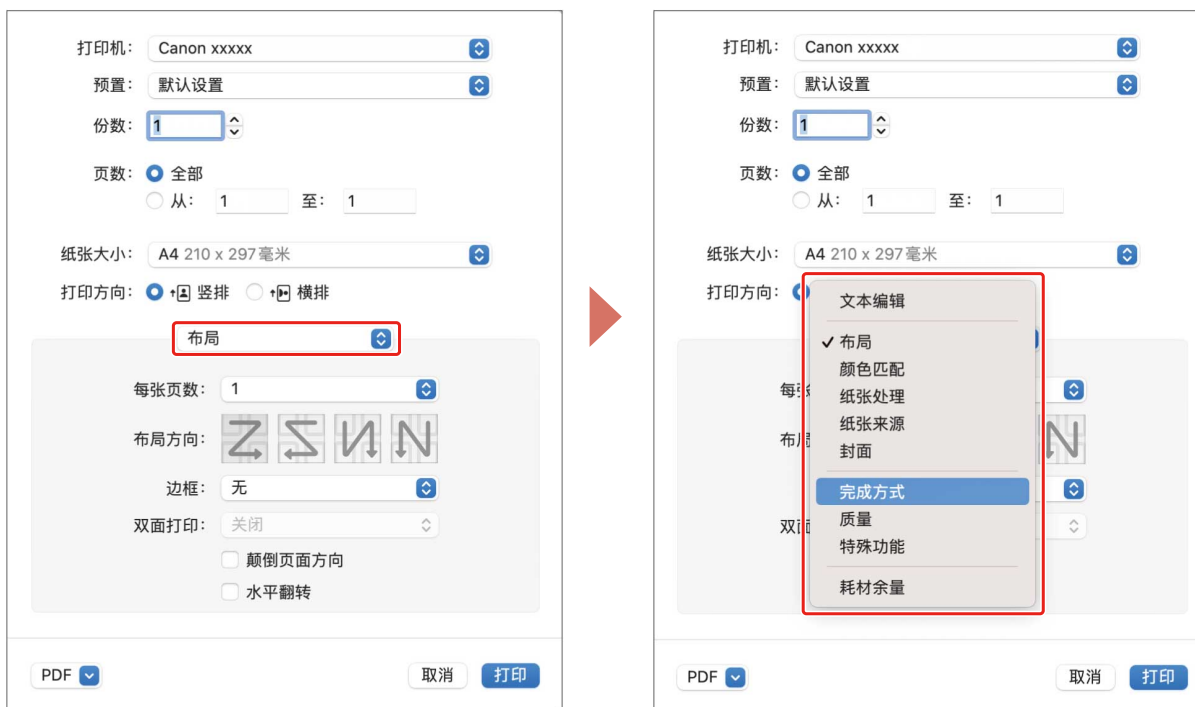 打印机： Canon xxxxx
预置： 默认设置
份数： 1
页数： 全部
从： 1 至： 1
纸张大小： A4 210 x 297毫米
打印方向： 竖排 横排
布局
每张页数： 1
布局方向：
边框： 无
双面打印： 关闭
颠倒页面方向
水平翻转
PDF 取消 打印
打印机： Canon xxxxx
预置： 默认设置
份数： 1
页数： 全部
从： 1 至： 1
纸张大小： A4 210 x 297毫米
打印方向：
文本编辑
布局
颜色匹配
纸张处理
每
纸张来源
布
封面
完成方式
质量
双
特殊功能
耗材余量
PDF 取消 打印